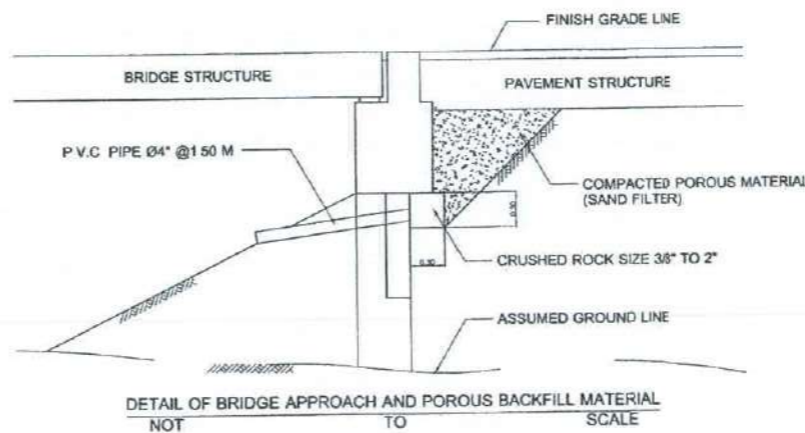 FINISH GRADE LINE
BRIDGE STRUCTURE
PAVEMENT STRUCTURE
P.V.C PIPE Ø4" @1.50 M
COMPACTED POROUS MATERIAL
(SAND FILTER)
0.30
0.30
CRUSHED ROCK SIZE 3/8" TO 2"
ASSUMED GROUND LINE
DETAIL OF BRIDGE APPROACH AND POROUS BACKFILL MATERIAL
NOT TO SCALE